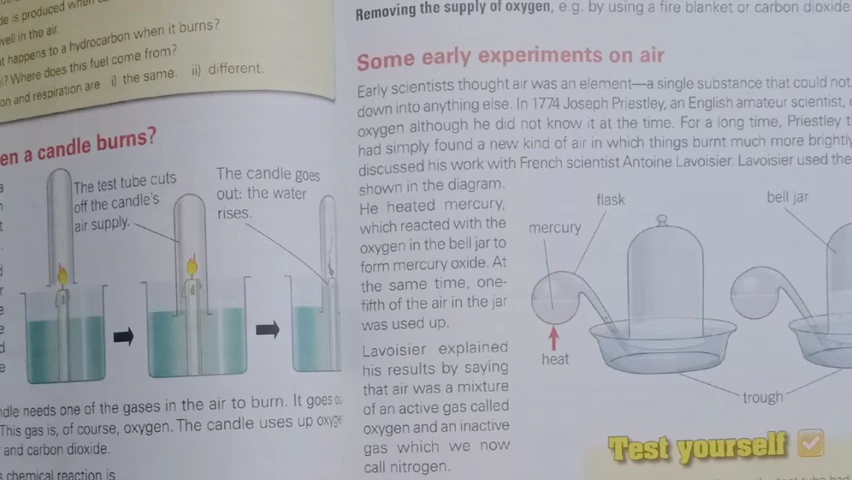 de is produced when
well in the air.
t happens to a hydrocarbon when it burns?
? Where does this fuel come from?
on and respiration are i) the same. ii) different.
en a candle burns?
The test tube cuts
off the candle's
air supply.
The candle goes
out: the water
rises.
ndle needs one of the gases in the air to burn. It goes
This gas is, of course, oxygen. The candle uses up
and carbon dioxide.
chemical reaction is
Removing the supply of oxygen, e.g. by using a fire blanket or carbon dioxide
Some early experiments on air
Early scientists thought air was an element—a single substance that could not
down into anything else. In 1774 Joseph Priestley, an English amateur scientist,
oxygen although he did not know it at the time. For a long time, Priestley
had simply found a new kind of air in which things burnt much more brightly
discussed his work with French scientist Antoine Lavoisier. Lavoisier used the
shown in the diagram.
He heated mercury,
which reacted with the
oxygen in the bell jar to
form mercury oxide. At
the same time, one-
fifth of the air in the jar
was used up.
Lavoisier explained
his results by saying
that air was a mixture
of an active gas called
oxygen and an inactive
gas which we now
call nitrogen.
flask
mercury
bell jar
heat
trough
Test yourself